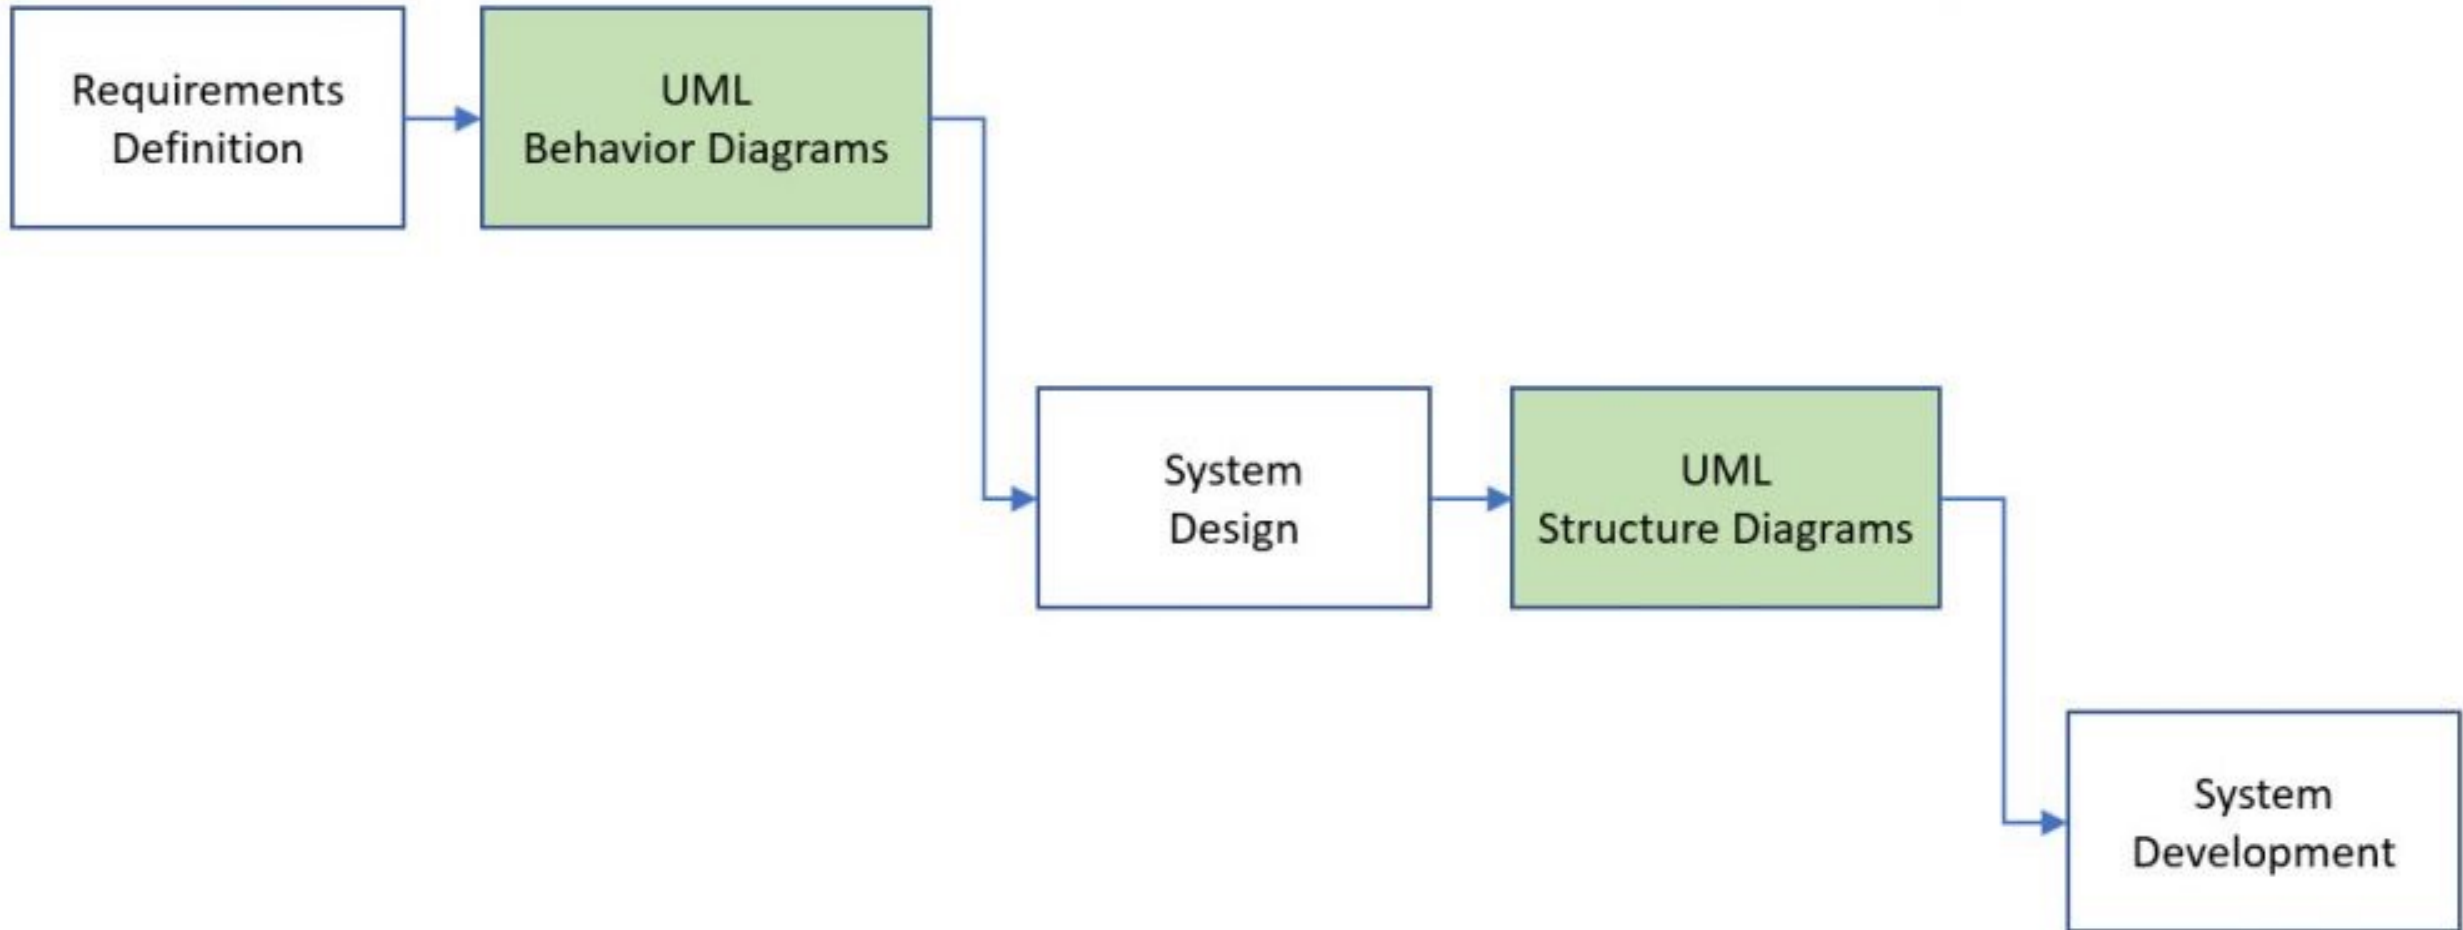 Requirements
Definition
UML
Behavior Diagrams
System
Design
UML
Structure Diagrams
System
Development